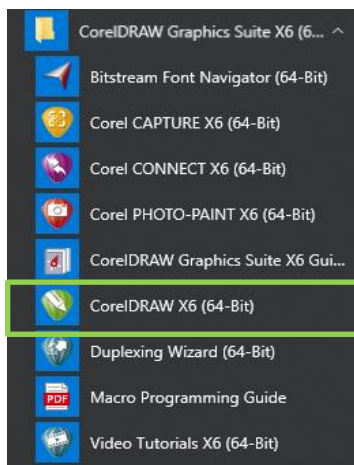 CorelDRAW Graphics Suite X6 (6...
Bitstream Font Navigator (64-Bit)
Corel CAPTURE X6 (64-Bit)
Corel CONNECT X6 (64-Bit)
Corel PHOTO-PAINT X6 (64-Bit)
CorelDRAW Graphics Suite X6 Gui...
CorelDRAW X6 (64-Bit)
Duplexing Wizard (64-Bit)
PDF Macro Programming Guide
Video Tutorials X6 (64-Bit)